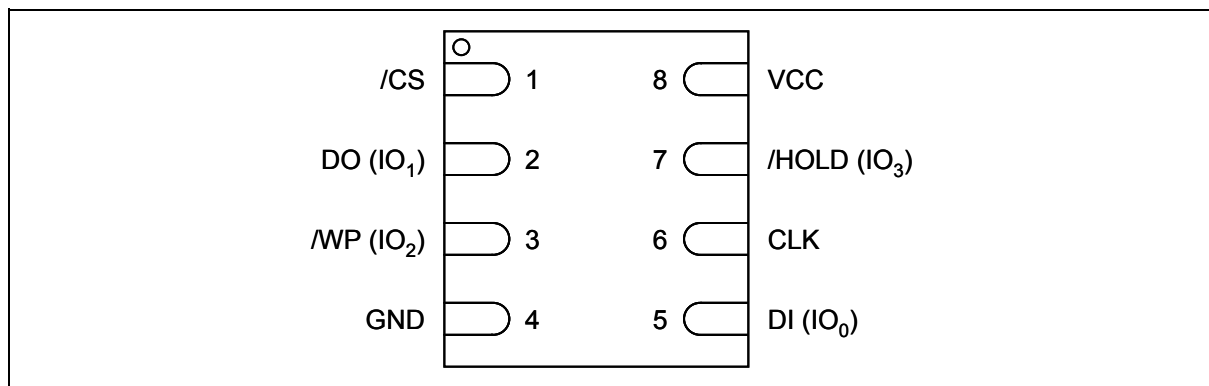 /CS 1 8 VCC
DO (IO₁) 2 7 /HOLD (IO₃)
/WP (IO₂) 3 6 CLK
GND 4 5 DI (IO₀)